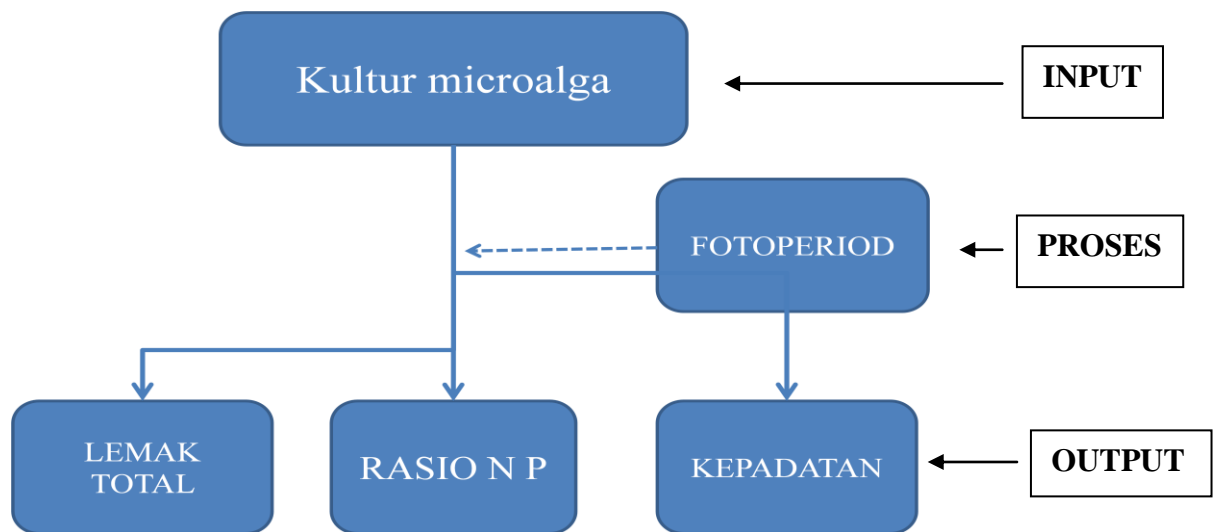 Kultur microalga
INPUT
FOTOPERIOD
PROSES
LEMAK
TOTAL
RASIO N P
KEPADATAN
OUTPUT